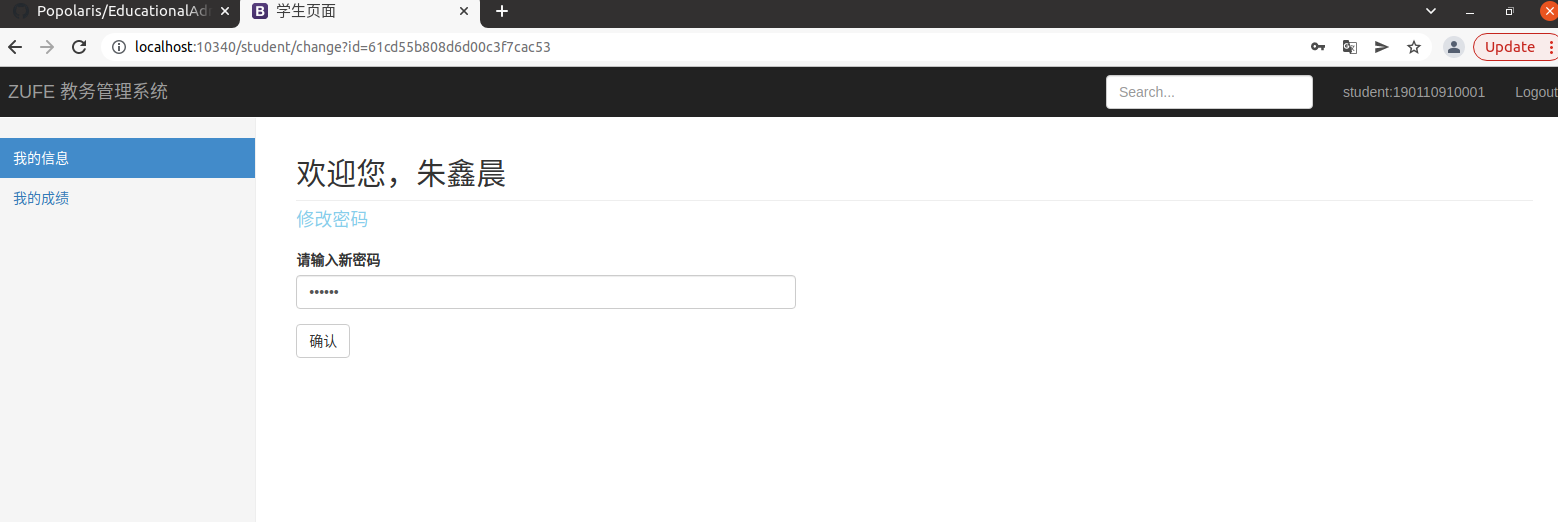 Popolaris/EducationalAd
学生页面
localhost:10340/student/change?id=61cd55b808d6d00c3f7cac53
Update
ZUFE 教务管理系统
Search...
student:190110910001
Logout
我的信息
我的成绩
欢迎您，朱鑫晨
修改密码
请输入新密码
••••••
确认